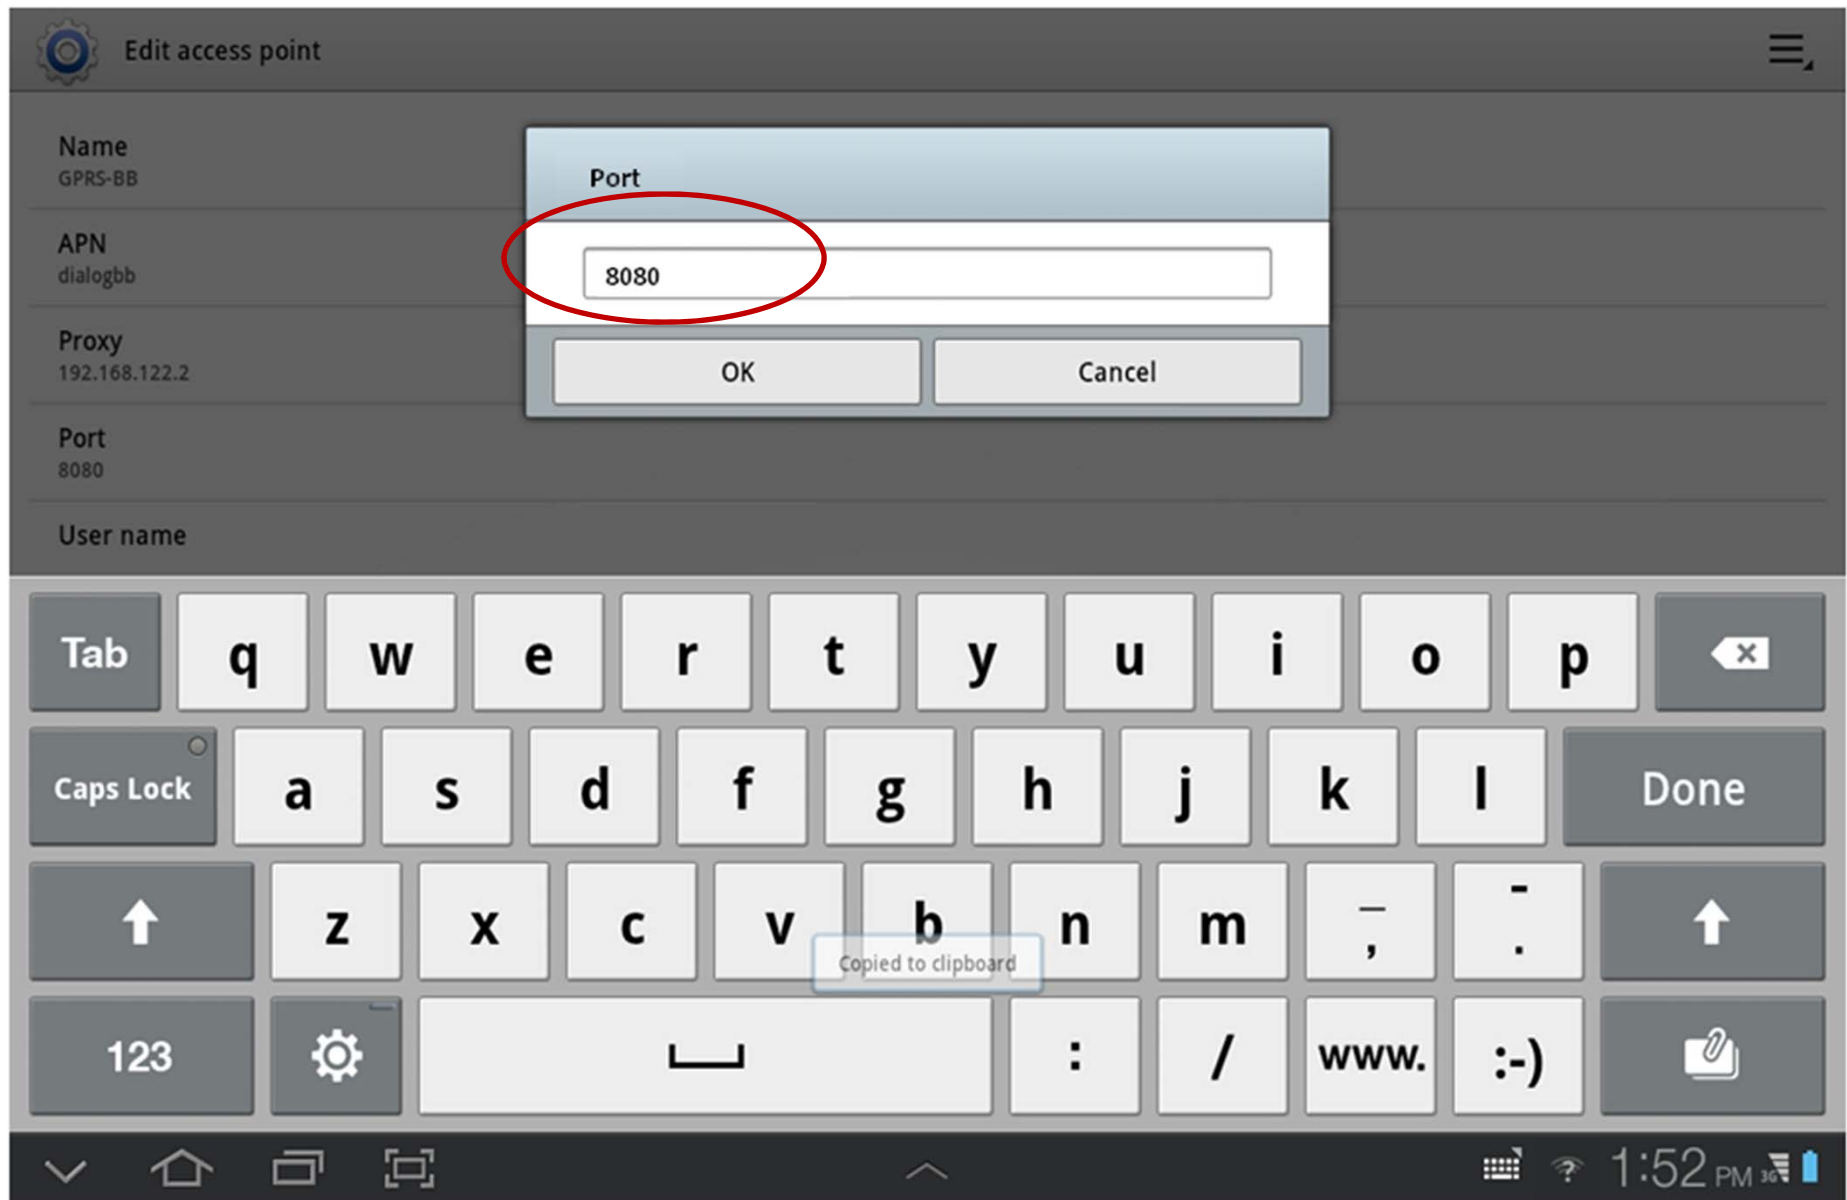 Edit access point
Name
GPRS-BB
APN
dialogbb
Proxy
192.168.122.2
Port
8080
User name
Port
8080
OK Cancel
Tab q w e r t y u i o p
Caps Lock a s d f g h j k l Done
z x c v b n m _ , - .
Copied to clipboard
123 : / www. :-)
1:52 PM 3G